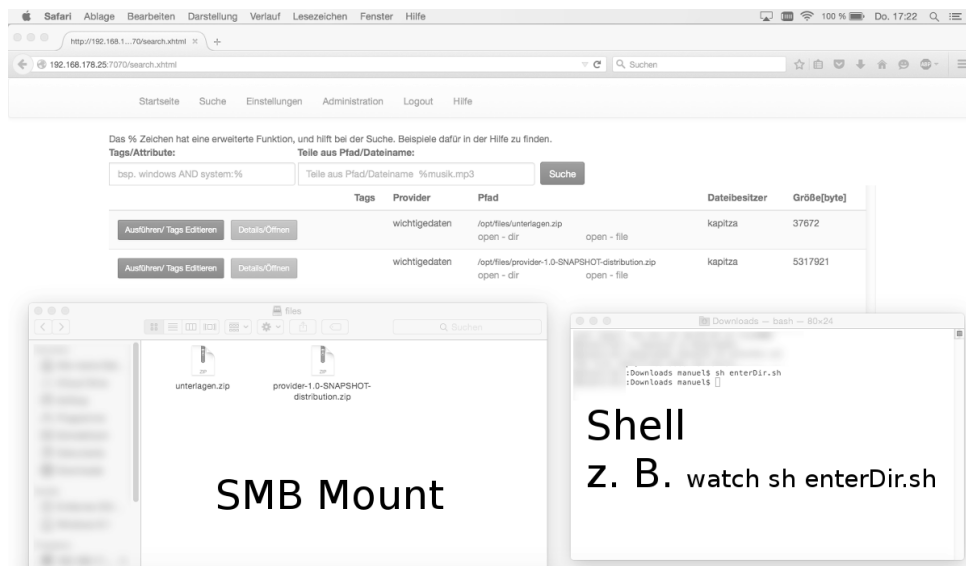 Safari Ablage Bearbeiten Darstellung Verlauf Lesezeichen Fenster Hilfe 100 % Do. 17:22
http://192.168.1...70/search.xhtml × +
192.168.178.25:7070/search.xhtml Suchen
Startseite Suche Einstellungen Administration Logout Hilfe
Das % Zeichen hat eine erweiterte Funktion, und hilft bei der Suche. Beispiele dafür in der Hilfe zu finden.
Tags/Attribute: Teile aus Pfad/Dateiname:
bsp. windows AND system:% Teile aus Pfad/Dateiname %musik.mp3 Suche
Tags Provider Pfad Dateibesitzer Größe[byte]
Ausführen/ Tags Editieren Details/Öffnen wichtigedaten /opt/files/unterlagen.zip kapitza 37672
open - dir open - file
Ausführen/ Tags Editieren Details/Öffnen wichtigedaten /opt/files/provider-1.0-SNAPSHOT-distribution.zip kapitza 5317921
open - dir open - file
files
Suchen
ZIP ZIP
unterlagen.zip provider-1.0-SNAPSHOT-
distribution.zip
SMB Mount
Downloads — bash — 80×24
:Downloads manuel$ sh enterDir.sh
:Downloads manuel$
Shell
z. B. watch sh enterDir.sh